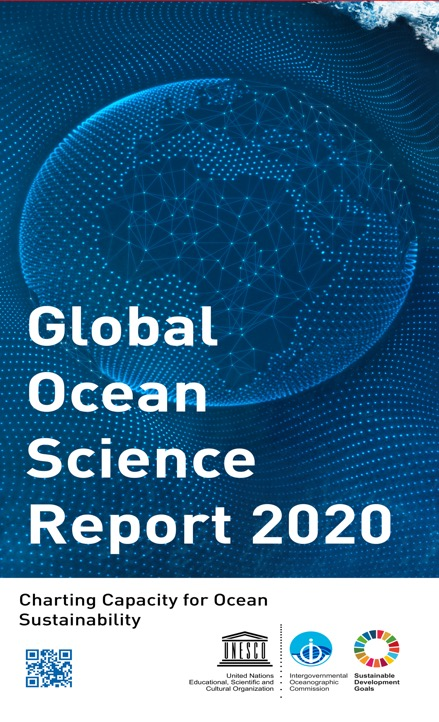 Global
Ocean
Science
Report 2020
Charting Capacity for Ocean
Sustainability
UNESCO
United Nations
Educational, Scientific and
Cultural Organization
Intergovernmental
Oceanographic
Commission
Sustainable
Development
Goals